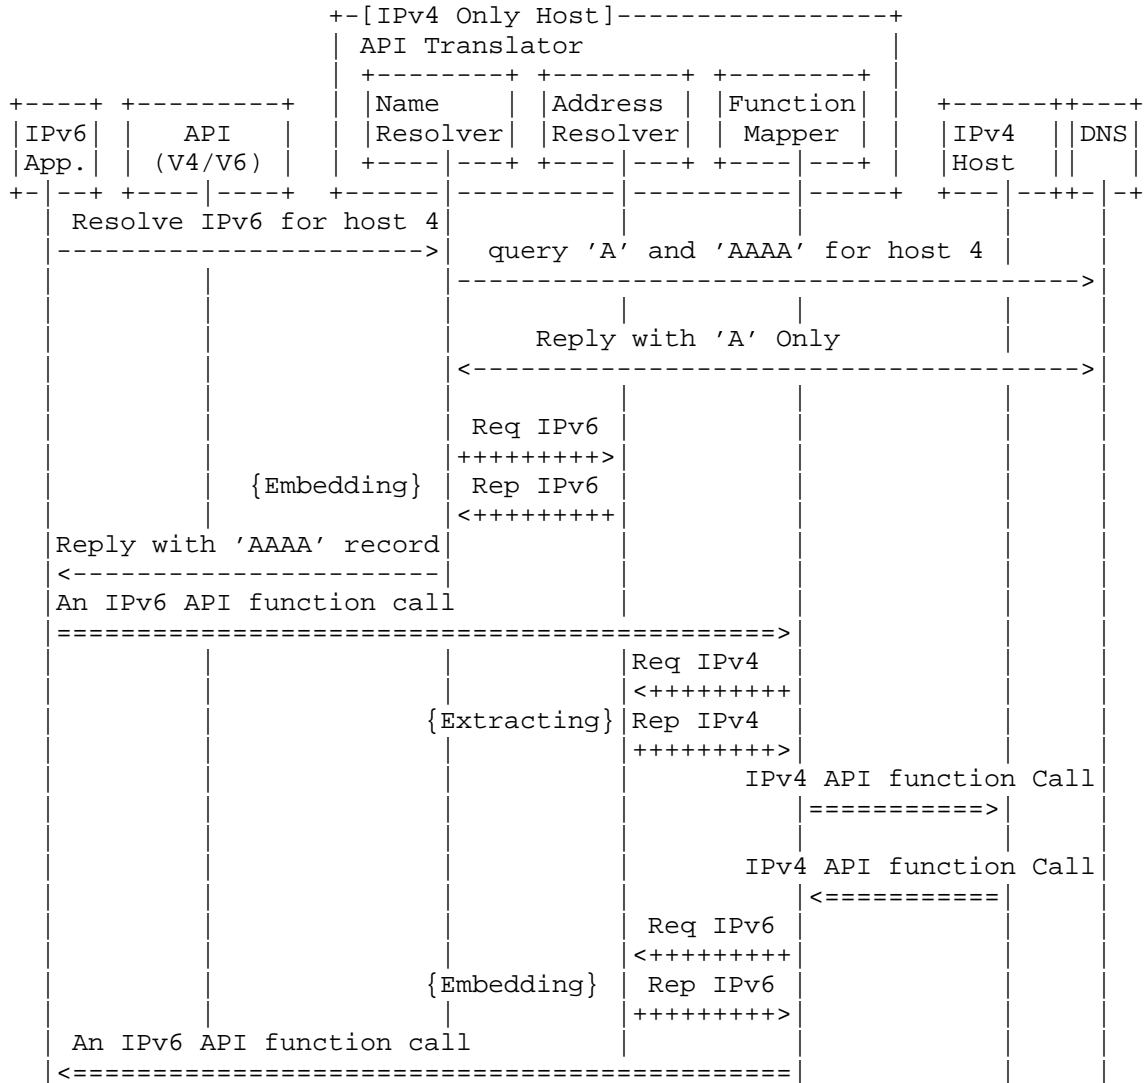 [IPv4 Only Host]
API Translator
Name Address Function
IPv6 API Resolver Resolver Mapper IPv4 DNS
App. (V4/V6) Host
Resolve IPv6 for host 4
query 'A' and 'AAAA' for host 4
Reply with 'A' Only
Req IPv6
{Embedding} Rep IPv6
Reply with 'AAAA' record
An IPv6 API function call
Req IPv4
{Extracting} Rep IPv4
IPv4 API function Call
IPv4 API function Call
Req IPv6
{Embedding} Rep IPv6
An IPv6 API function call